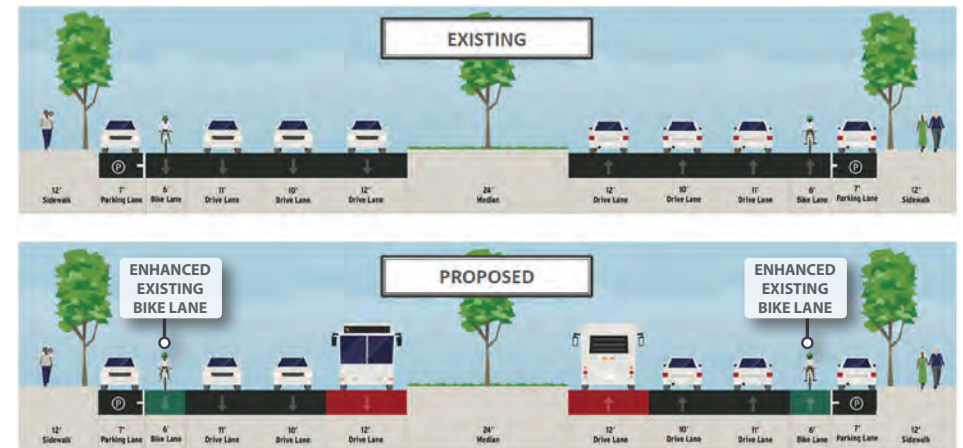 EXISTING
P
P
12' 7' 6' 11' 10' 12' 24' 12' 10' 11' 6' 7' 12'
Sidewalk Parking Lane Bike Lane Drive Lane Drive Lane Drive Lane Median Drive Lane Drive Lane Drive Lane Bike Lane Parking Lane Sidewalk
PROPOSED
ENHANCED
EXISTING
BIKE LANE
ENHANCED
EXISTING
BIKE LANE
P
P
12' 7' 6' 11' 10' 12' 24' 12' 10' 11' 6' 7' 12'
Sidewalk Parking Lane Bike Lane Drive Lane Drive Lane Drive Lane Median Drive Lane Drive Lane Drive Lane Bike Lane Parking Lane Sidewalk